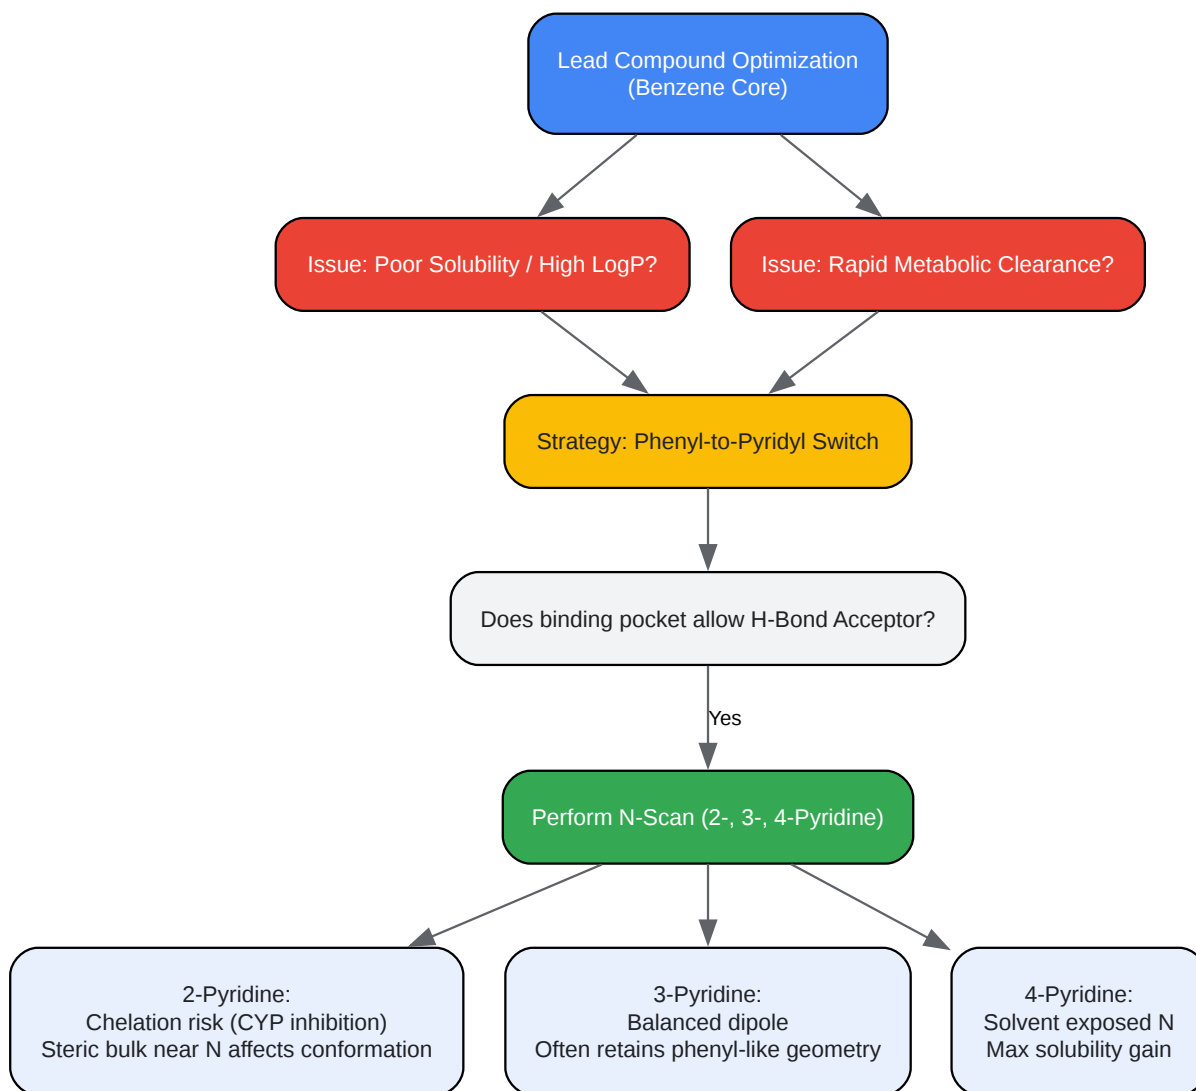 Lead Compound Optimization
(Benzene Core)
Issue: Poor Solubility / High LogP?
Issue: Rapid Metabolic Clearance?
Strategy: Phenyl-to-Pyridyl Switch
Does binding pocket allow H-Bond Acceptor?
Yes
Perform N-Scan (2-, 3-, 4-Pyridine)
2-Pyridine:
Chelation risk (CYP inhibition)
Steric bulk near N affects conformation
3-Pyridine:
Balanced dipole
Often retains phenyl-like geometry
4-Pyridine:
Solvent exposed N
Max solubility gain